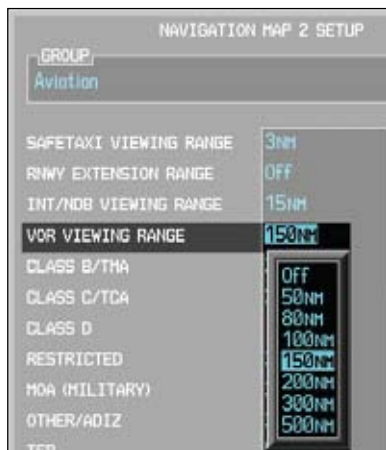 NAVIGATION MAP 2 SETUP
GROUP
Aviation
SAFETAXI VIEWING RANGE 3NM
RNWY EXTENSION RANGE Off
INT/NDB VIEWING RANGE 15NM
VOR VIEWING RANGE 150NM
CLASS B/TMA
CLASS C/TCA
CLASS D
RESTRICTED
MOA (MILITARY)
OTHER/ADIZ
TFR
Off
50NM
80NM
100NM
150NM
200NM
300NM
500NM